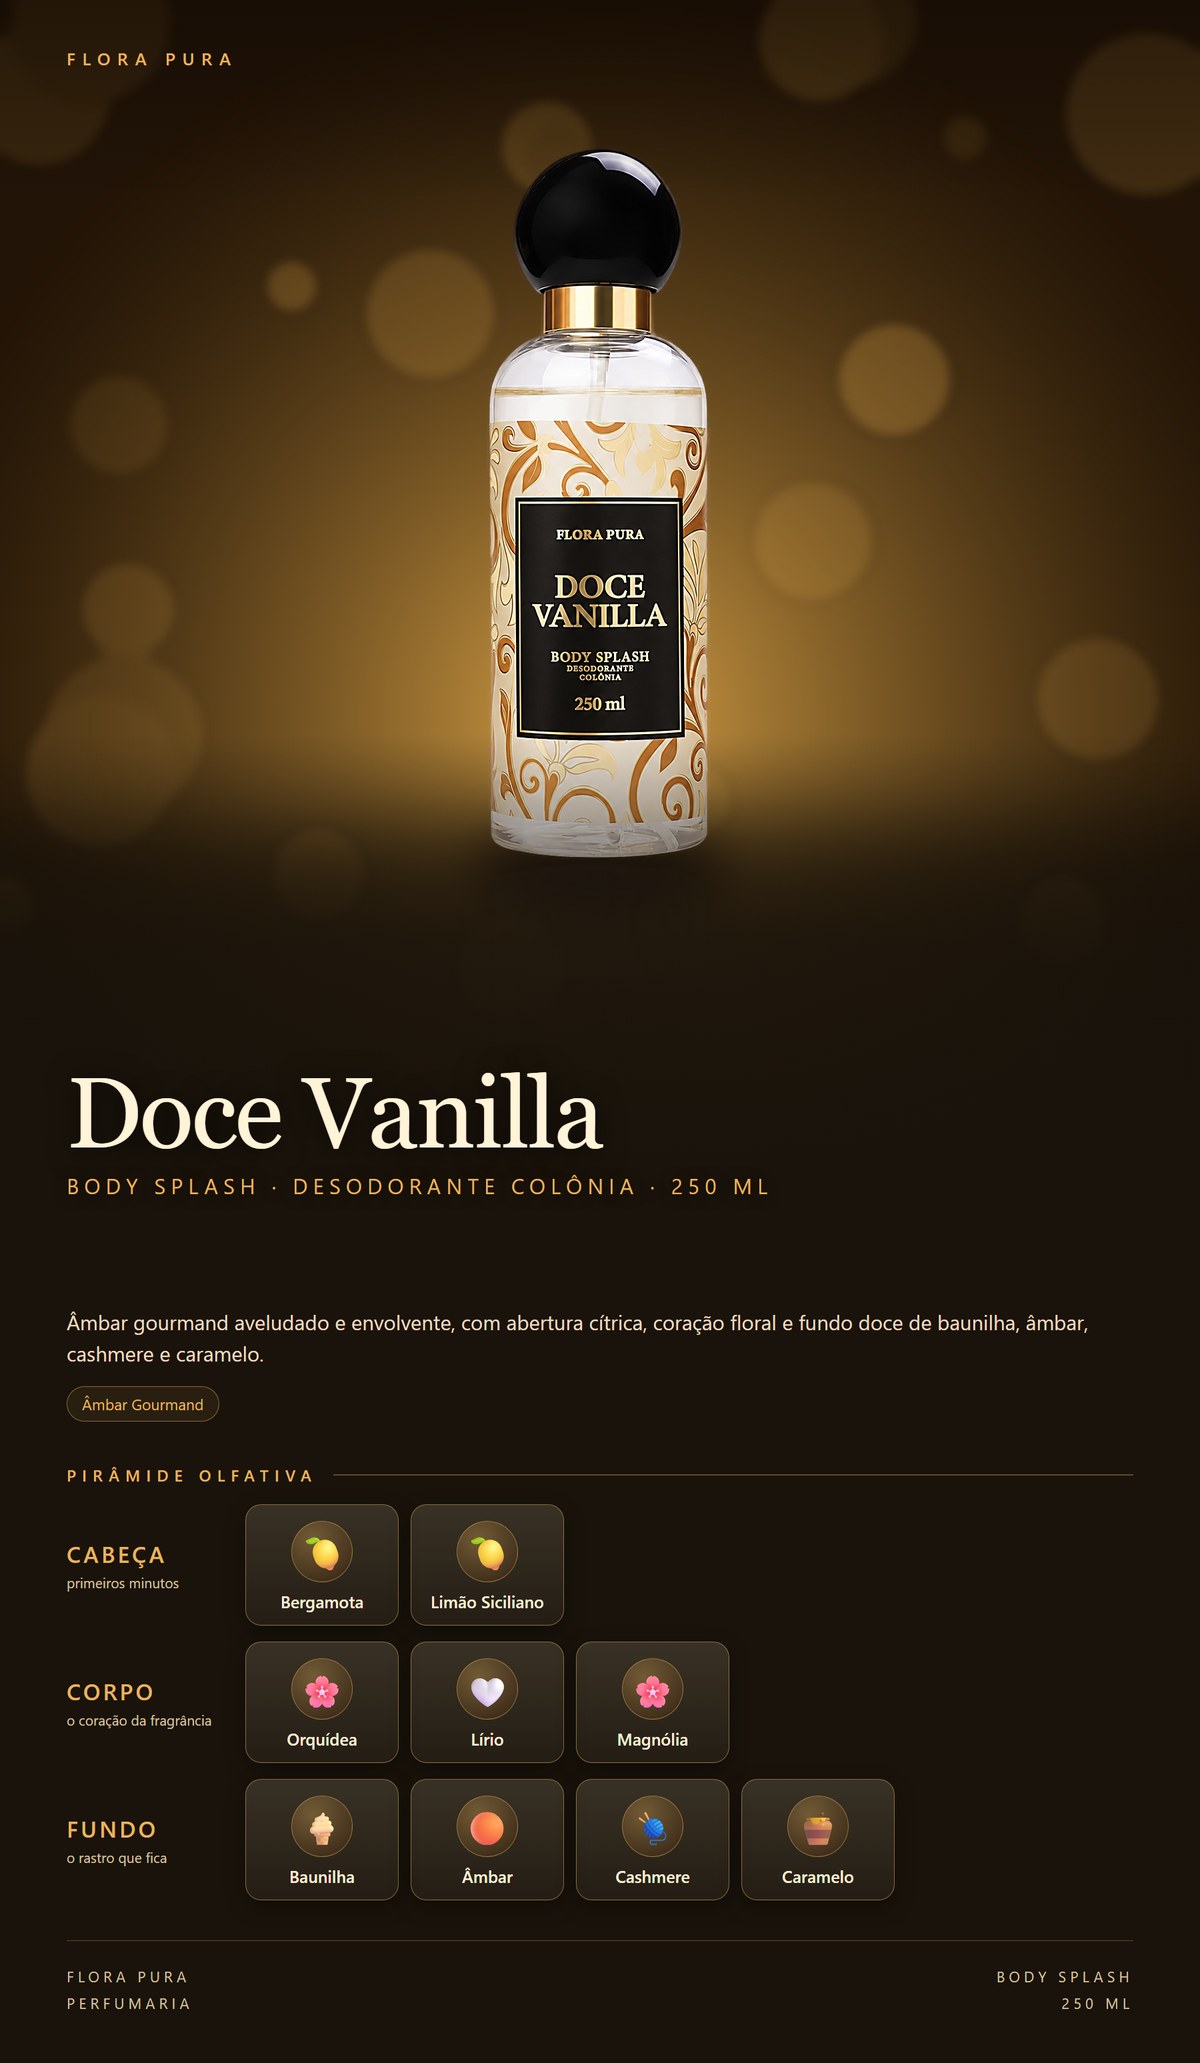 FLORA PURA
FLORA PURA
DOCE
VANILLA
BODY SPLASH
DESODORANTE
COLÔNIA
250 ml
Doce Vanilla
BODY SPLASH · DESODORANTE COLÔNIA · 250 ML
Âmbar gourmand aveludado e envolvente, com abertura cítrica, coração floral e fundo doce de baunilha, âmbar,
cashmere e caramelo.
Âmbar Gourmand
PIRÂMIDE OLFATIVA
CABEÇA
primeiros minutos
Bergamota
Limão Siciliano
CORPO
o coração da fragrância
Orquídea
Lírio
Magnólia
FUNDO
o rastro que fica
Baunilha
Âmbar
Cashmere
Caramelo
FLORA PURA
PERFUMARIA
BODY SPLASH
250 ML